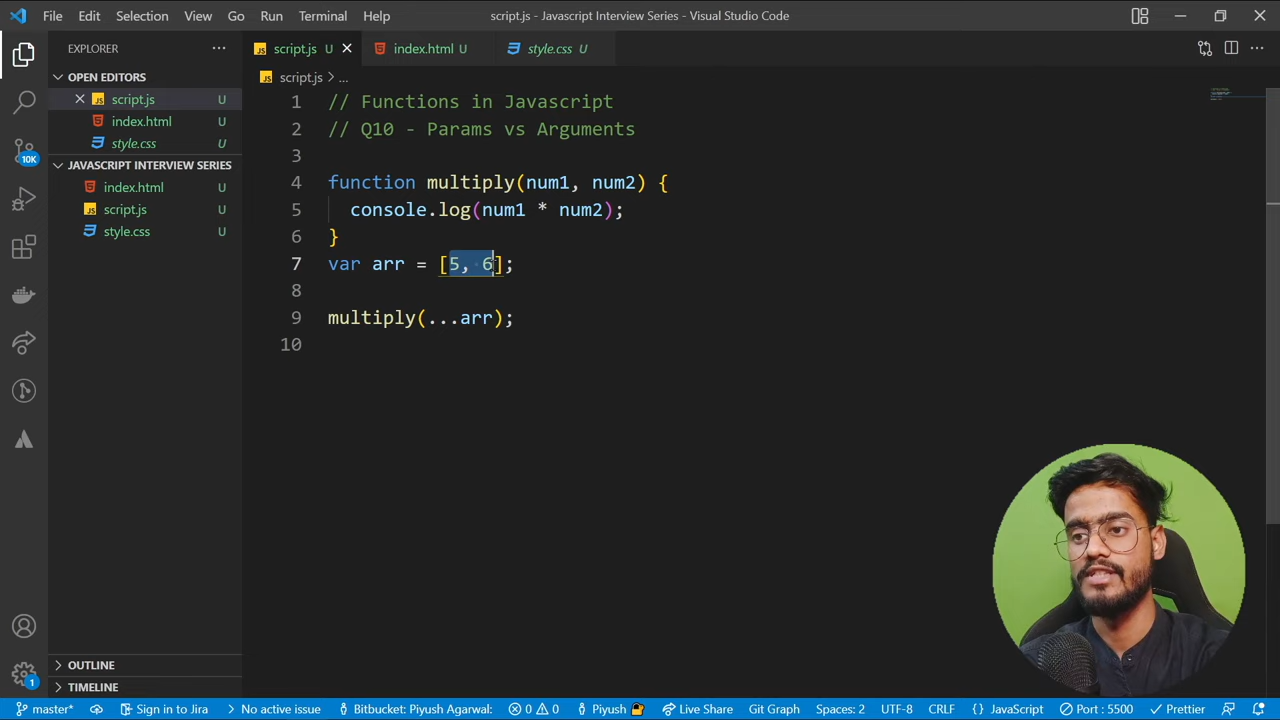 File Edit Selection View Go Run Terminal Help script.js - Javascript Interview Series - Visual Studio Code
EXPLORER ···
script.js U
index.html U
style.css U
OPEN EDITORS
script.js U
index.html U
style.css U
JAVASCRIPT INTERVIEW SERIES
index.html U
script.js U
style.css U
script.js > ...
1 // Functions in Javascript
2 // Q10 - Params vs Arguments
3
4 function multiply(num1, num2) {
5 console.log(num1 * num2);
6 }
7 var arr = [5, 6];
8
9 multiply(...arr);
10
10K
1
OUTLINE
TIMELINE
master* Sign in to Jira No active issue Bitbucket: Piyush Agarwal: 0 0 Piyush Live Share Git Graph Spaces: 2 UTF-8 CRLF {} JavaScript Port : 5500 Prettier